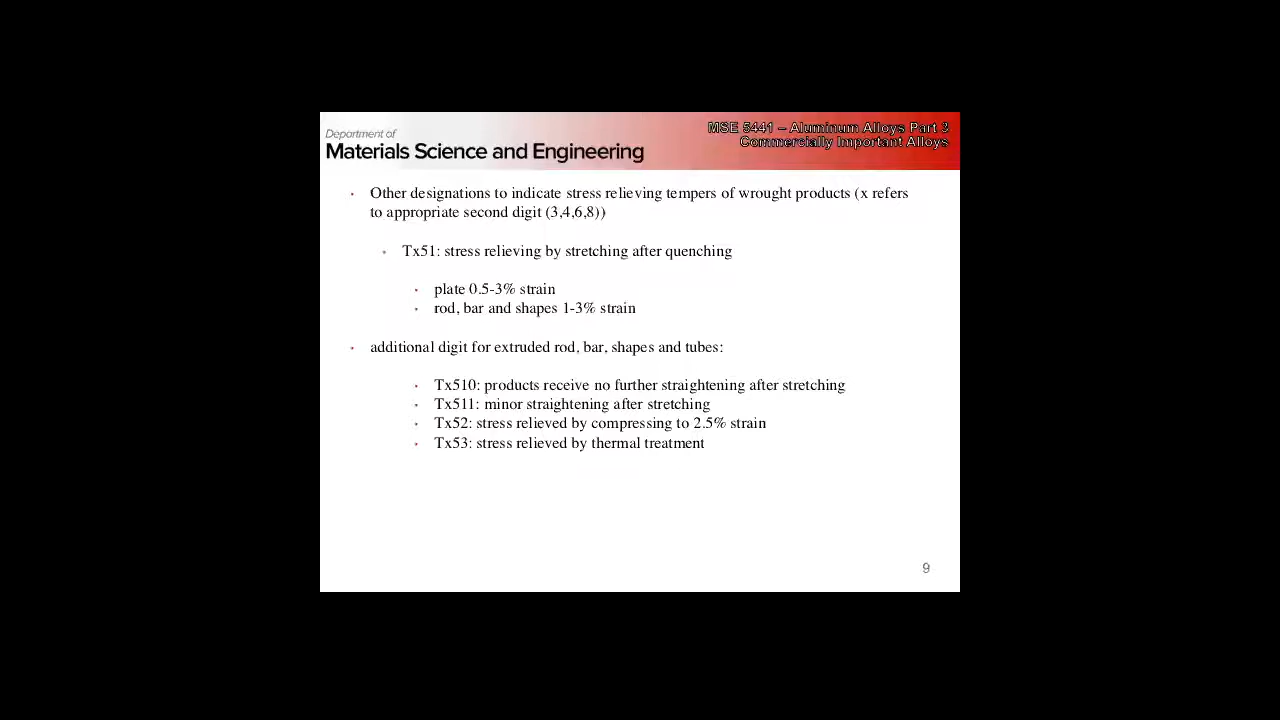 Department of
Materials Science and Engineering
MSE 5441 – Aluminum Alloys Part 3
Commercially Important Alloys
• Other designations to indicate stress relieving tempers of wrought products (x refers
to appropriate second digit (3,4,6,8))
• Tx51: stress relieving by stretching after quenching
• plate 0.5-3% strain
• rod, bar and shapes 1-3% strain
• additional digit for extruded rod, bar, shapes and tubes:
• Tx510: products receive no further straightening after stretching
• Tx511: minor straightening after stretching
• Tx52: stress relieved by compressing to 2.5% strain
• Tx53: stress relieved by thermal treatment
9